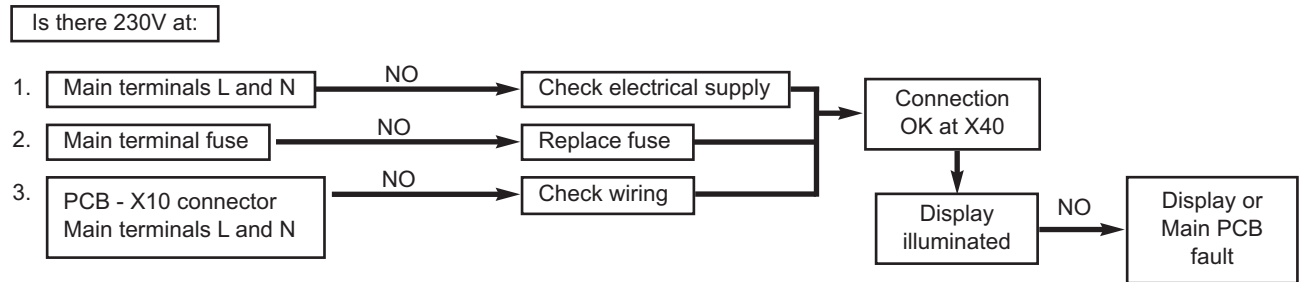 Is there 230V at:
1. Main terminals L and N
NO
Check electrical supply
2. Main terminal fuse
NO
Replace fuse
3. PCB - X10 connector
Main terminals L and N
NO
Check wiring
Connection
OK at X40
Display
illuminated
NO
Display or
Main PCB
fault